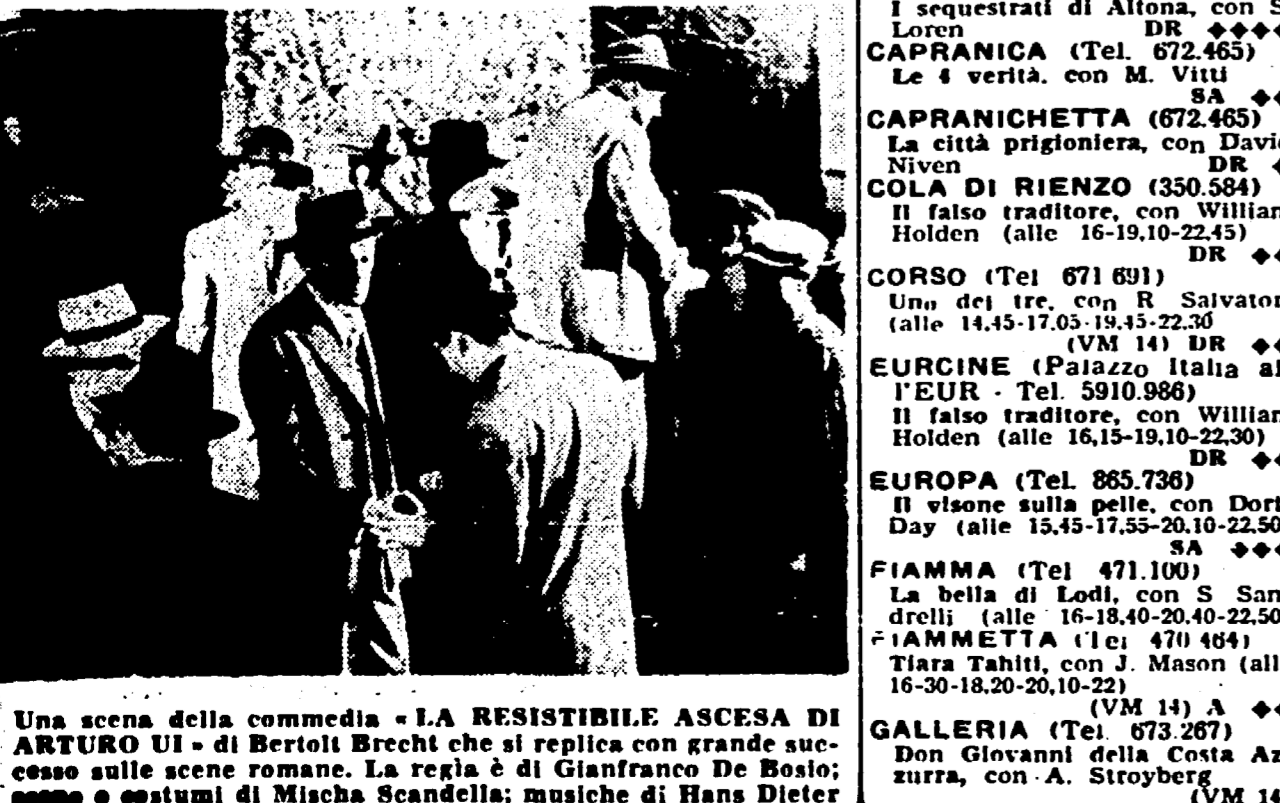 Una scena della commedia « LA RESISTIBILE ASCESA DI
ARTURO UI » di Bertolt Brecht che si replica con grande suc-
cesso sulle scene romane. La regìa è di Gianfranco De Bosio;
scene e costumi di Mischa Scandella; musiche di Hans Dieter
I sequestrati di Altona, con S
Loren DR ◆◆◆◆
CAPRANICA (Tel. 672.465)
Le 4 verità. con M. Vitti
SA ◆◆
CAPRANICHETTA (672.465)
La città prigioniera, con David
Niven DR ◆
COLA DI RIENZO (350.584)
Il falso traditore, con William
Holden (alle 16-19,10-22,45)
DR ◆◆
CORSO (Tel 671 691)
Uno dei tre, con R Salvator
(alle 14.45-17.05-19.45-22.30
(VM 14) DR ◆◆
EURCINE (Palazzo Italia al
l'EUR - Tel. 5910.986)
Il falso traditore, con William
Holden (alle 16,15-19,10-22,30)
DR ◆◆
EUROPA (Tel. 865.736)
Il visone sulla pelle, con Dori
Day (alle 15,45-17,55-20,10-22,50
SA ◆◆◆
FIAMMA (Tel 471.100)
La bella di Lodi, con S San-
drelli (alle 16-18,40-20.40-22,50
FIAMMETTA (Tel 470 464)
Tiara Tahiti, con J. Mason (all
16-30-18,20-20,10-22)
(VM 14) A ◆◆
GALLERIA (Tel. 673.267)
Don Giovanni della Costa Az-
zurra, con A. Stroyberg
(VM 14